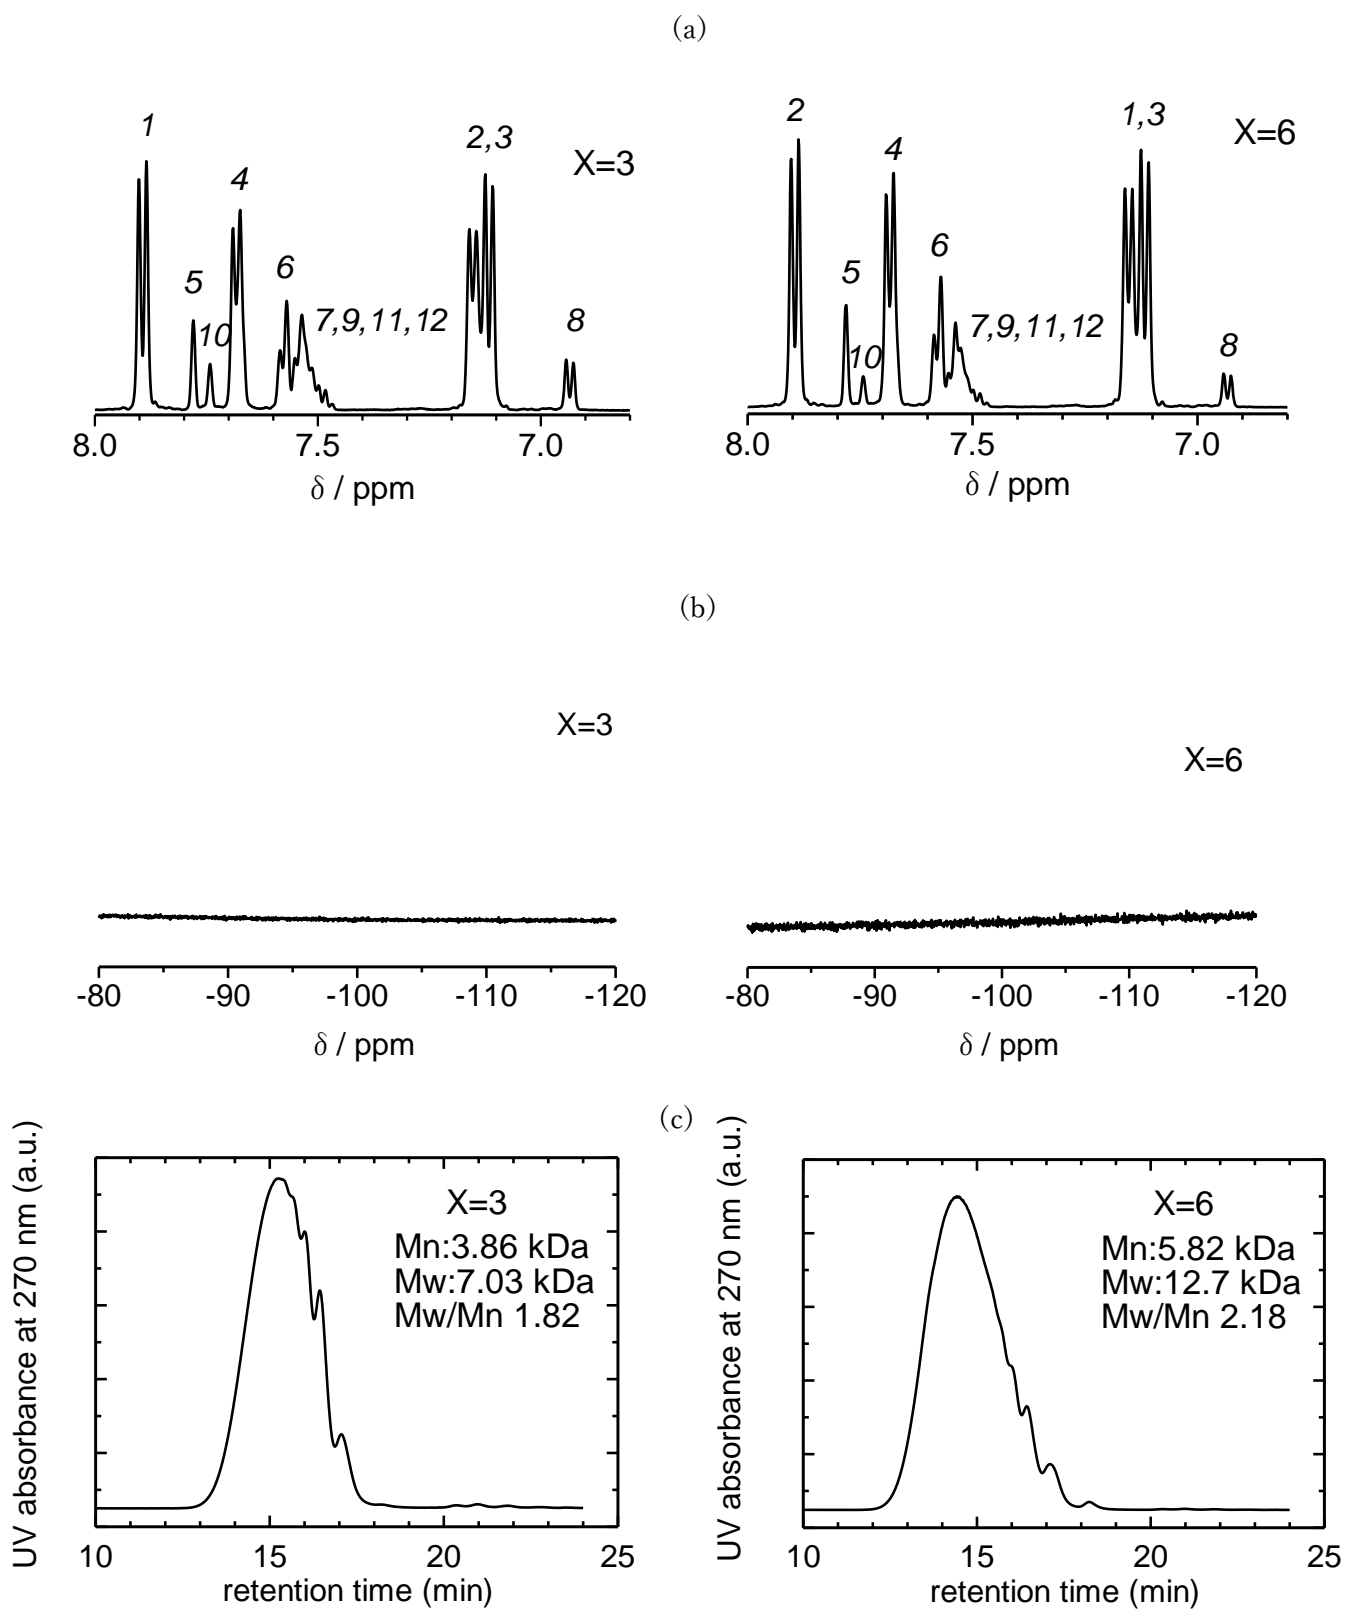 (a)
1
2,3
X=3
4
5
6
10
7,9,11,12
8
8.0 7.5 7.0
δ / ppm
2
1,3
X=6
4
5
6
10
7,9,11,12
8
8.0 7.5 7.0
δ / ppm
(b)
X=3
-80 -90 -100 -110 -120
δ / ppm
X=6
-80 -90 -100 -110 -120
δ / ppm
(c)
UV absorbance at 270 nm (a.u.)
X=3
Mn:3.86 kDa
Mw:7.03 kDa
Mw/Mn 1.82
10 15 20 25
retention time (min)
UV absorbance at 270 nm (a.u.)
X=6
Mn:5.82 kDa
Mw:12.7 kDa
Mw/Mn 2.18
10 15 20 25
retention time (min)